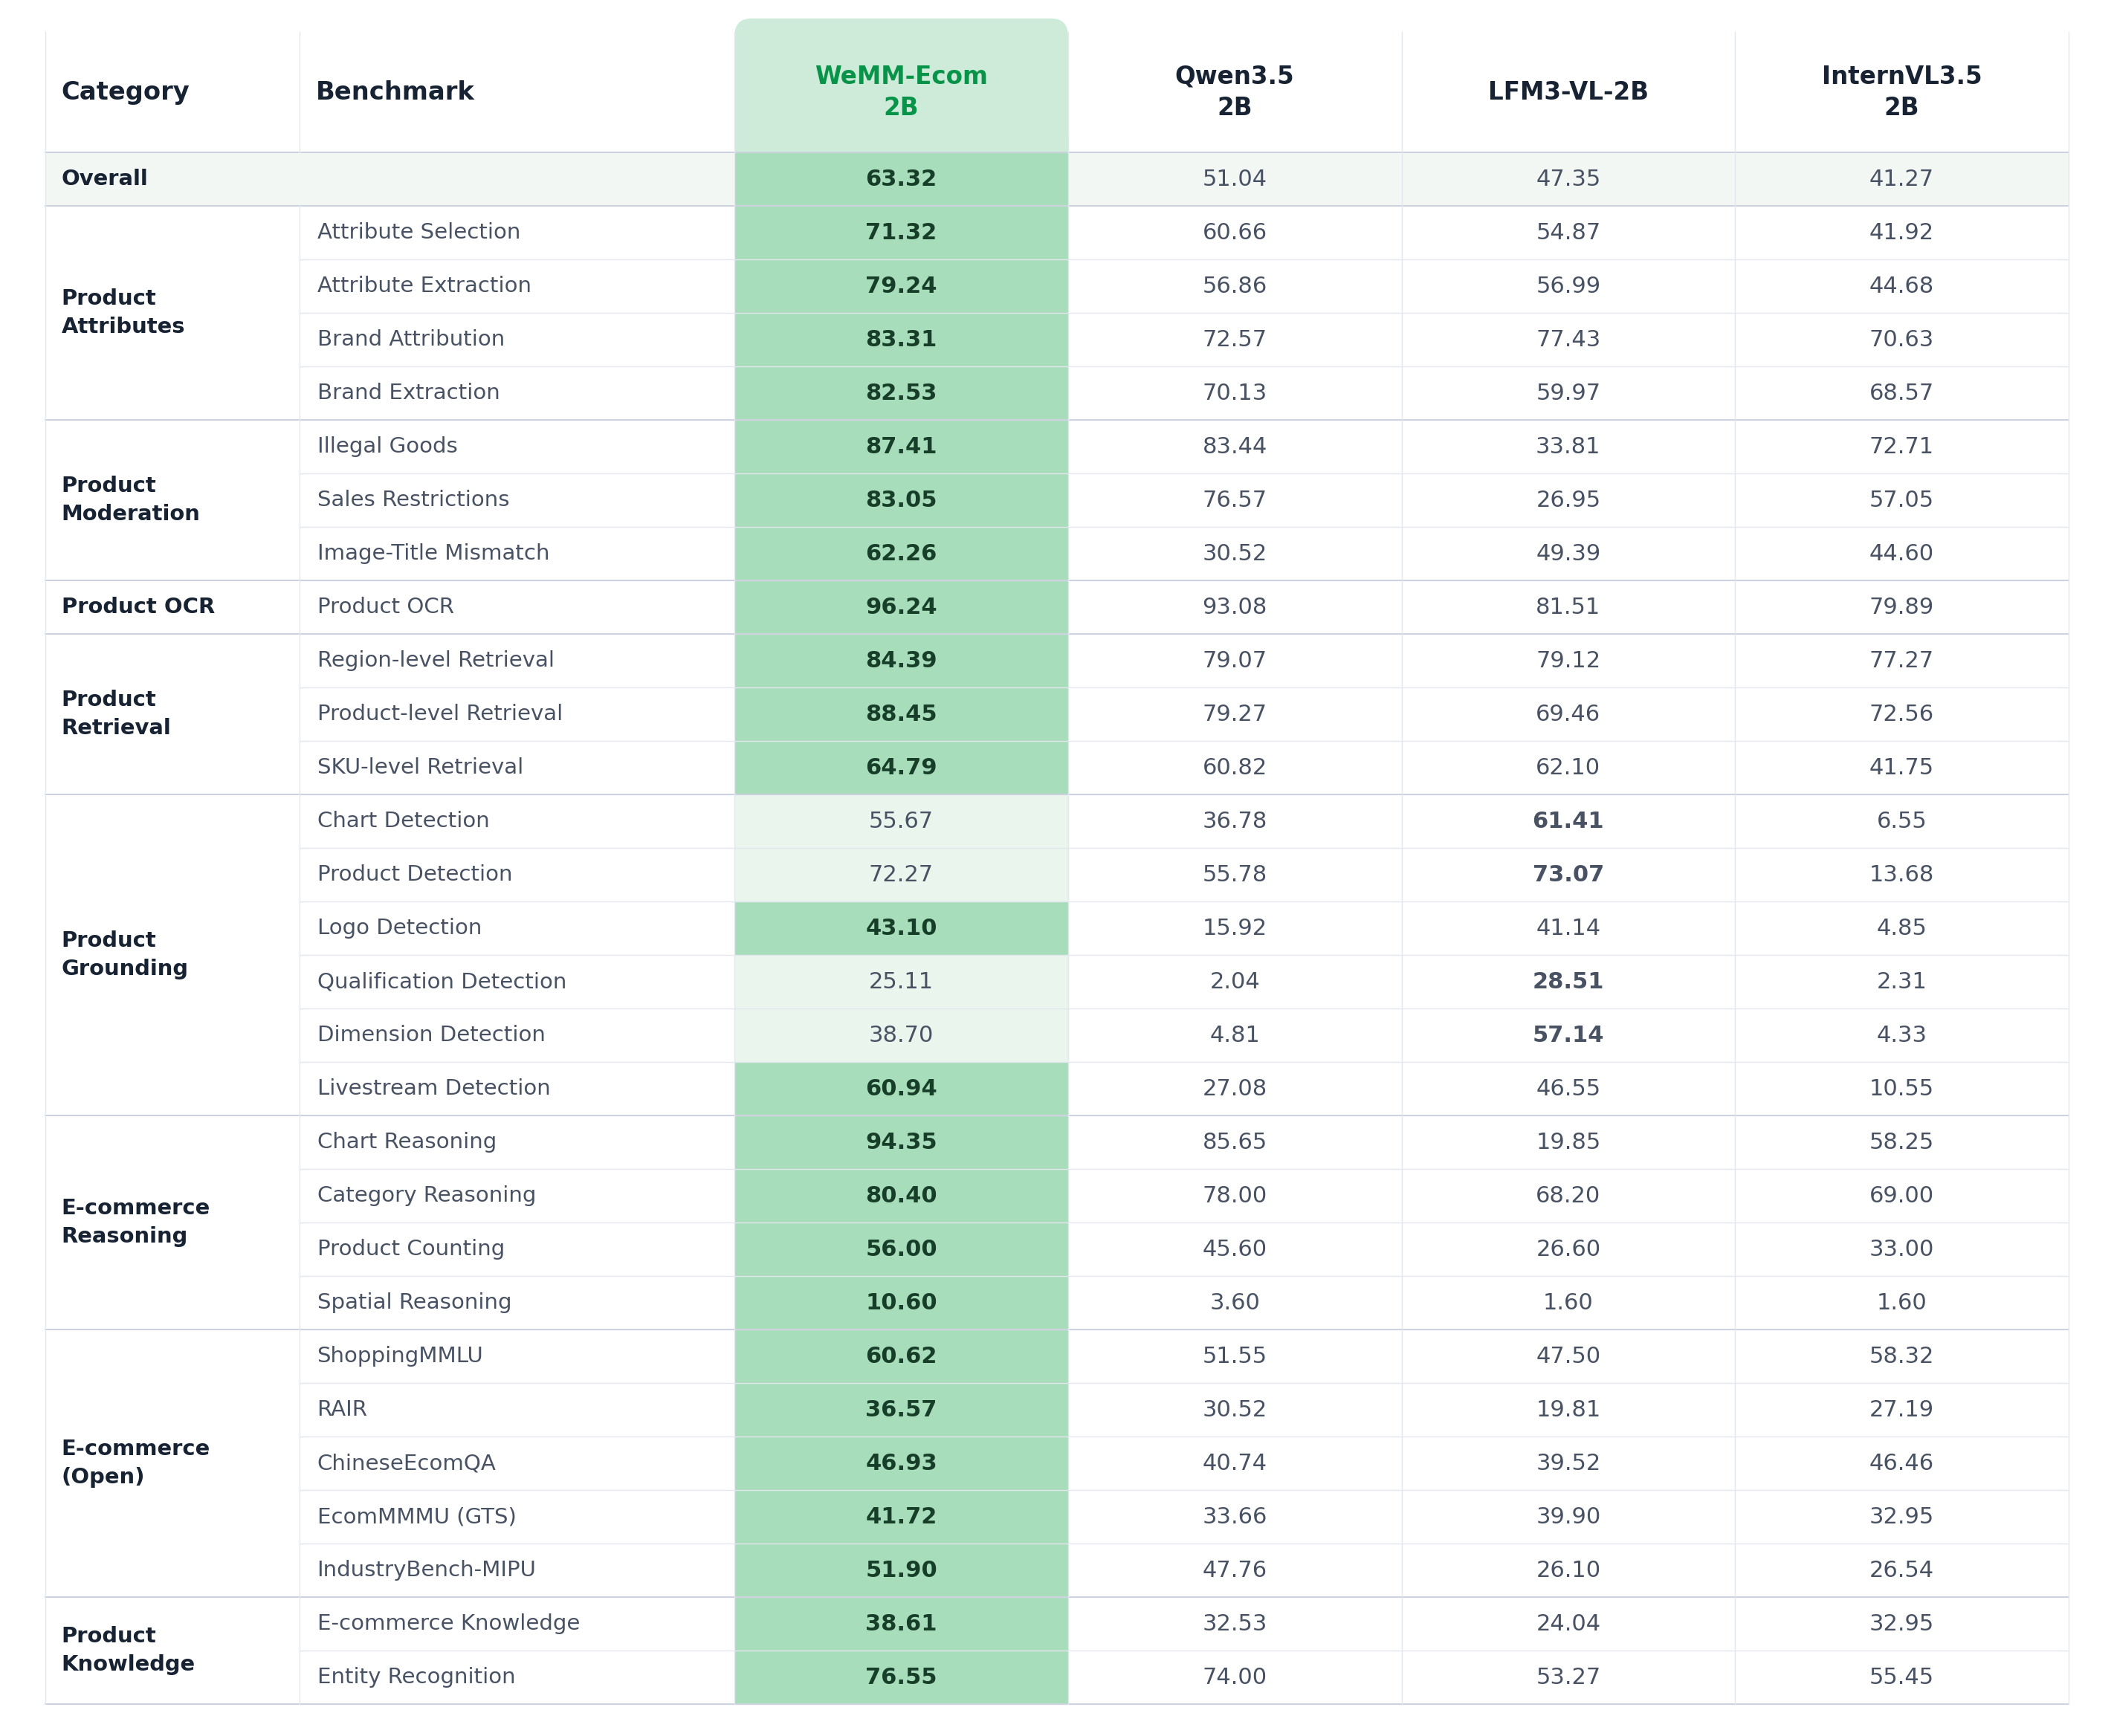 Category Benchmark WeMM-Ecom 2B Qwen3.5 2B LFM3-VL-2B InternVL3.5 2B
Overall 63.32 51.04 47.35 41.27
Product Attributes
Attribute Selection 71.32 60.66 54.87 41.92
Attribute Extraction 79.24 56.86 56.99 44.68
Brand Attribution 83.31 72.57 77.43 70.63
Brand Extraction 82.53 70.13 59.97 68.57
Product Moderation
Illegal Goods 87.41 83.44 33.81 72.71
Sales Restrictions 83.05 76.57 26.95 57.05
Image-Title Mismatch 62.26 30.52 49.39 44.60
Product OCR Product OCR 96.24 93.08 81.51 79.89
Product Retrieval
Region-level Retrieval 84.39 79.07 79.12 77.27
Product-level Retrieval 88.45 79.27 69.46 72.56
SKU-level Retrieval 64.79 60.82 62.10 41.75
Product Grounding
Chart Detection 55.67 36.78 61.41 6.55
Product Detection 72.27 55.78 73.07 13.68
Logo Detection 43.10 15.92 41.14 4.85
Qualification Detection 25.11 2.04 28.51 2.31
Dimension Detection 38.70 4.81 57.14 4.33
Livestream Detection 60.94 27.08 46.55 10.55
E-commerce Reasoning
Chart Reasoning 94.35 85.65 19.85 58.25
Category Reasoning 80.40 78.00 68.20 69.00
Product Counting 56.00 45.60 26.60 33.00
Spatial Reasoning 10.60 3.60 1.60 1.60
E-commerce (Open)
ShoppingMMLU 60.62 51.55 47.50 58.32
RAIR 36.57 30.52 19.81 27.19
ChineseEcomQA 46.93 40.74 39.52 46.46
EcomMMMU (GTS) 41.72 33.66 39.90 32.95
IndustryBench-MIPU 51.90 47.76 26.10 26.54
Product Knowledge
E-commerce Knowledge 38.61 32.53 24.04 32.95
Entity Recognition 76.55 74.00 53.27 55.45